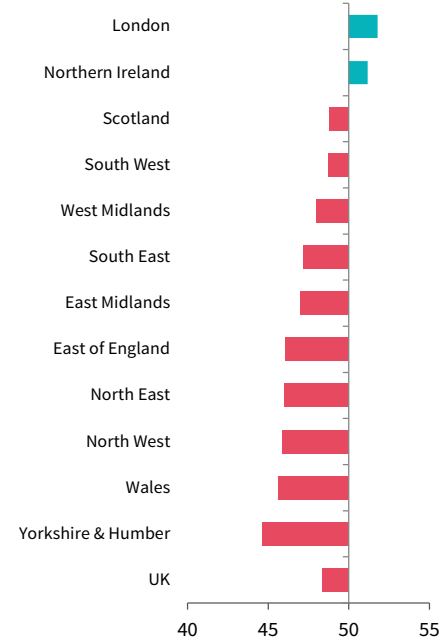 London
Northern Ireland
Scotland
South West
West Midlands
South East
East Midlands
East of England
North East
North West
Wales
Yorkshire & Humber
UK
40 45 50 55